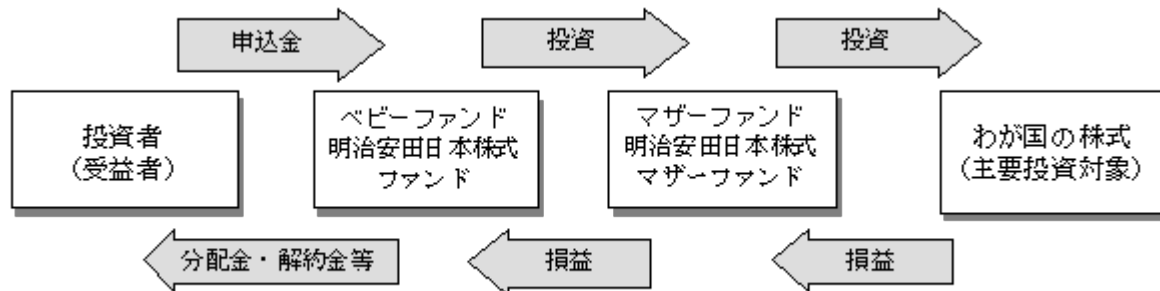 申込金
投資
投資
投資者
（受益者）
ベビーファンド
明治安田日本株式
ファンド
マザーファンド
明治安田日本株式
マザーファンド
わが国の株式
（主要投資対象）
分配金・解約金等
損益
損益